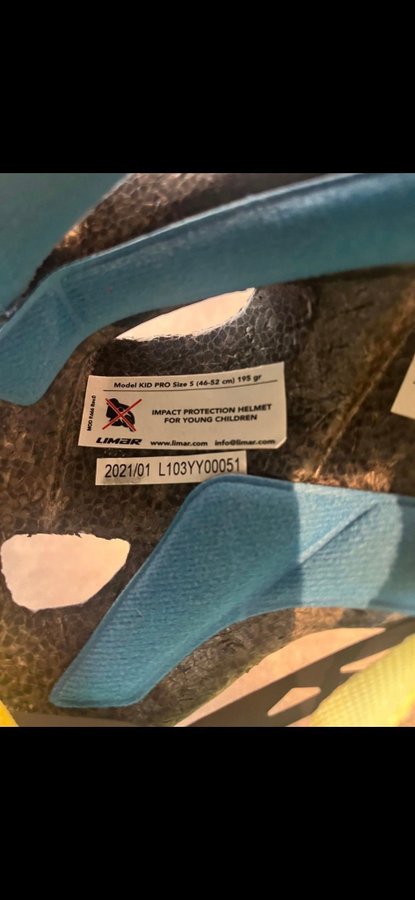 Model KID PRO Size S (46-52 cm) 195 gr
IMPACT PROTECTION HELMET
FOR YOUNG CHILDREN
LIMAR www.limar.com info@limar.com
2021/01 L103YY00051